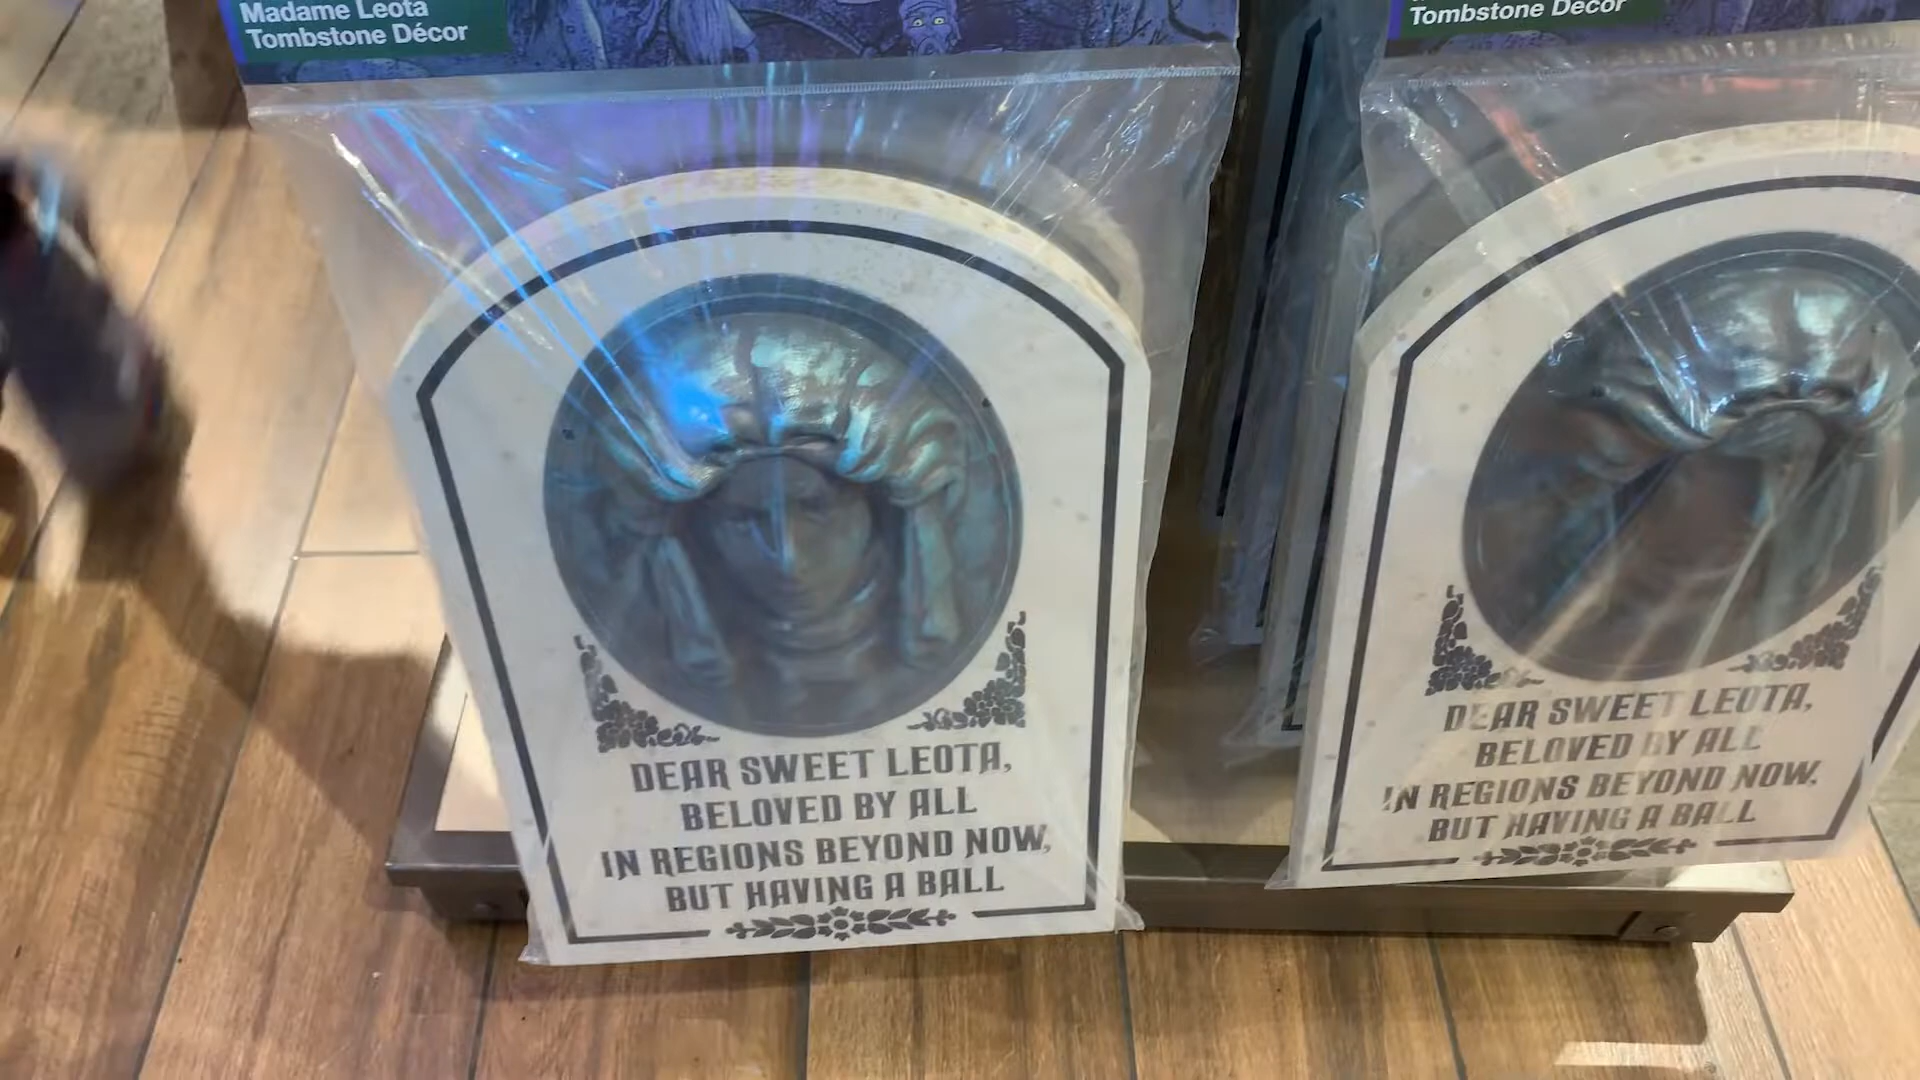 Madame Leota
Tombstone Décor
Tombstone Décor
DEAR SWEET LEOTA,
BELOVED BY ALL
IN REGIONS BEYOND NOW,
BUT HAVING A BALL
DEAR SWEET LEOTA,
BELOVED BY ALL
IN REGIONS BEYOND NOW,
BUT HAVING A BALL